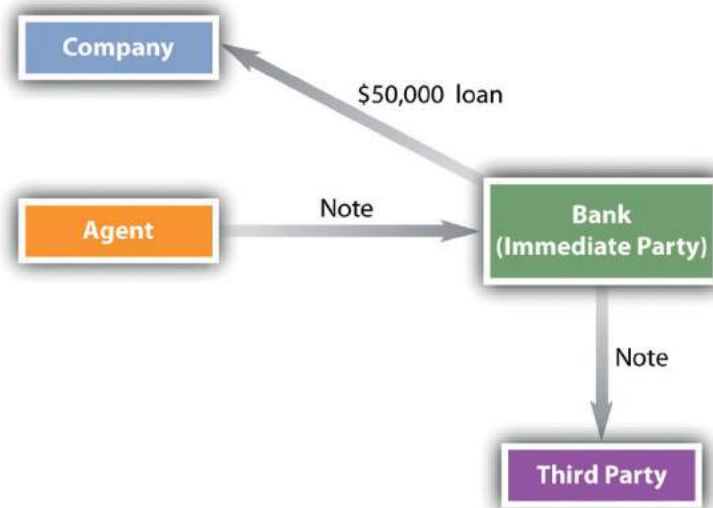 Company
$50,000 loan
Agent
Note
Bank
(Immediate Party)
Note
Third Party